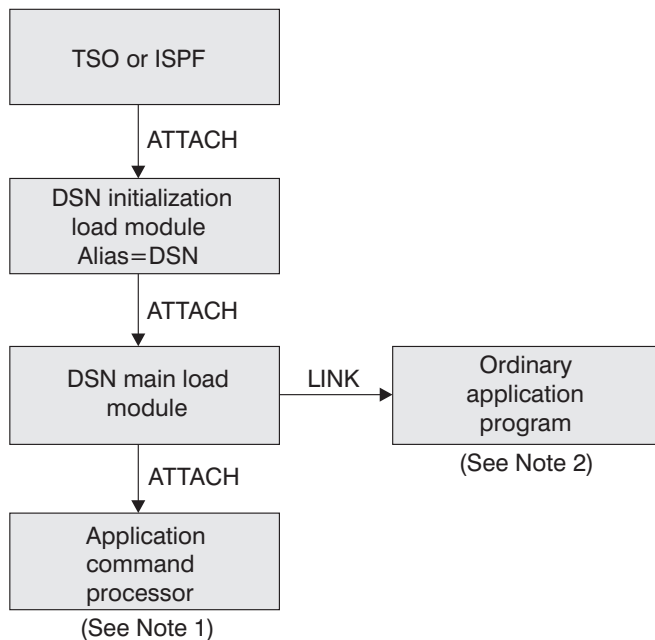 TSO or ISPF
ATTACH
DSN initialization
load module
Alias=DSN
ATTACH
DSN main load
module
LINK
Ordinary
application
program
(See Note 2)
ATTACH
Application
command
processor
(See Note 1)